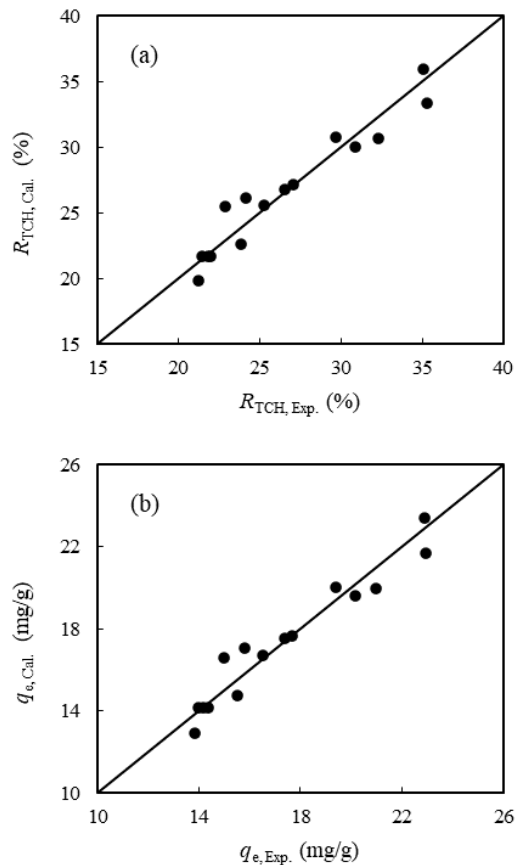 40
(a)
35
30
25
20
15
R_TCH, Cal. (%)
15 20 25 30 35 40
R_TCH, Exp. (%)
26
(b)
22
18
14
10
q_e, Cal. (mg/g)
10 14 18 22 26
q_e, Exp. (mg/g)